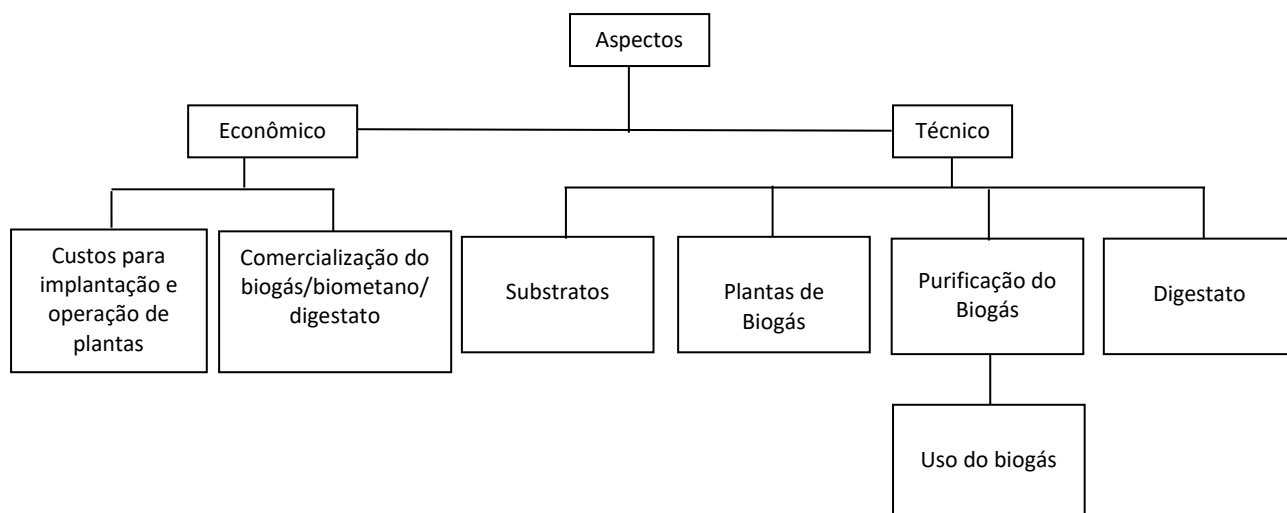 Aspectos
Econômico
Técnico
Custos para
implantação e
operação de
plantas
Comercialização do
biogás/biometano/
digestato
Substratos
Plantas de
Biogás
Purificação do
Biogás
Digestato
Uso do biogás